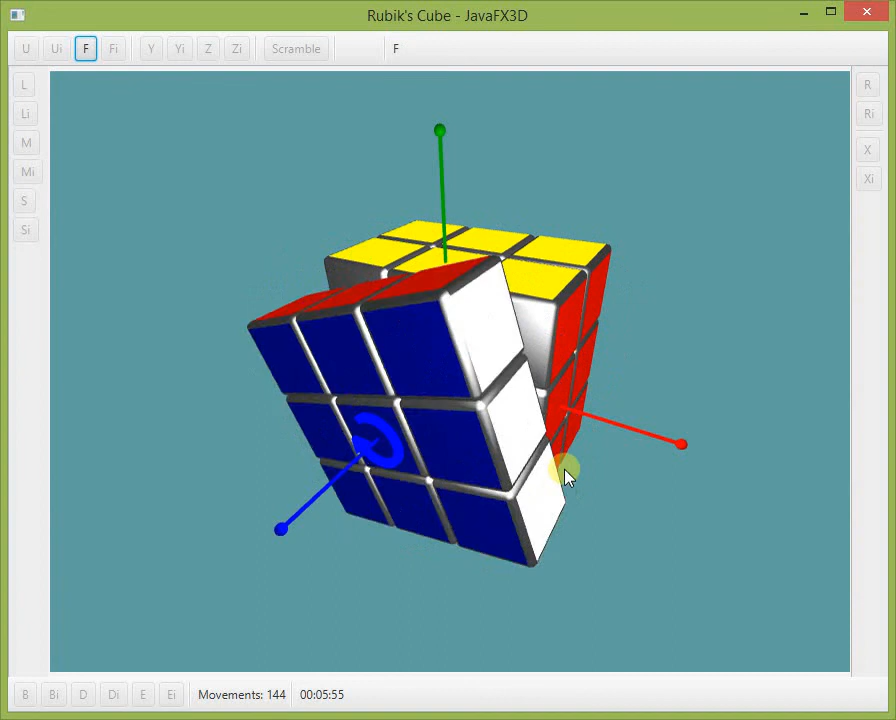 Rubik's Cube - JavaFX3D
U Ui F Fi Y Yi Z Zi Scramble F
L
Li
M
Mi
S
Si
R
Ri
X
Xi
B Bi D Di E Ei Movements: 144 00:05:55